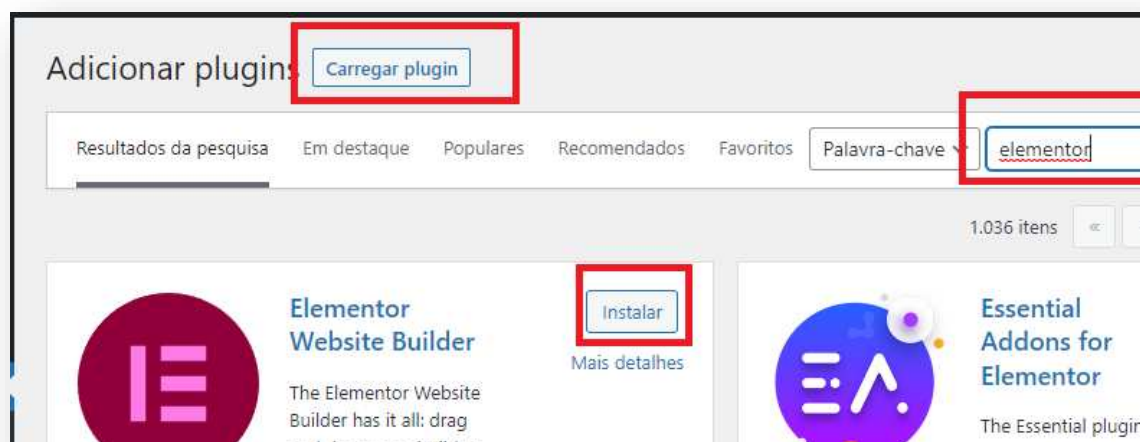 Adicionar plugins Carregar plugin
Resultados da pesquisa Em destaque Populares Recomendados Favoritos Palavra-chave elementor
1.036 itens «
Elementor
Website Builder
Instalar
Mais detalhes
The Elementor Website
Builder has it all: drag
Essential
Addons for
Elementor
The Essential plugin